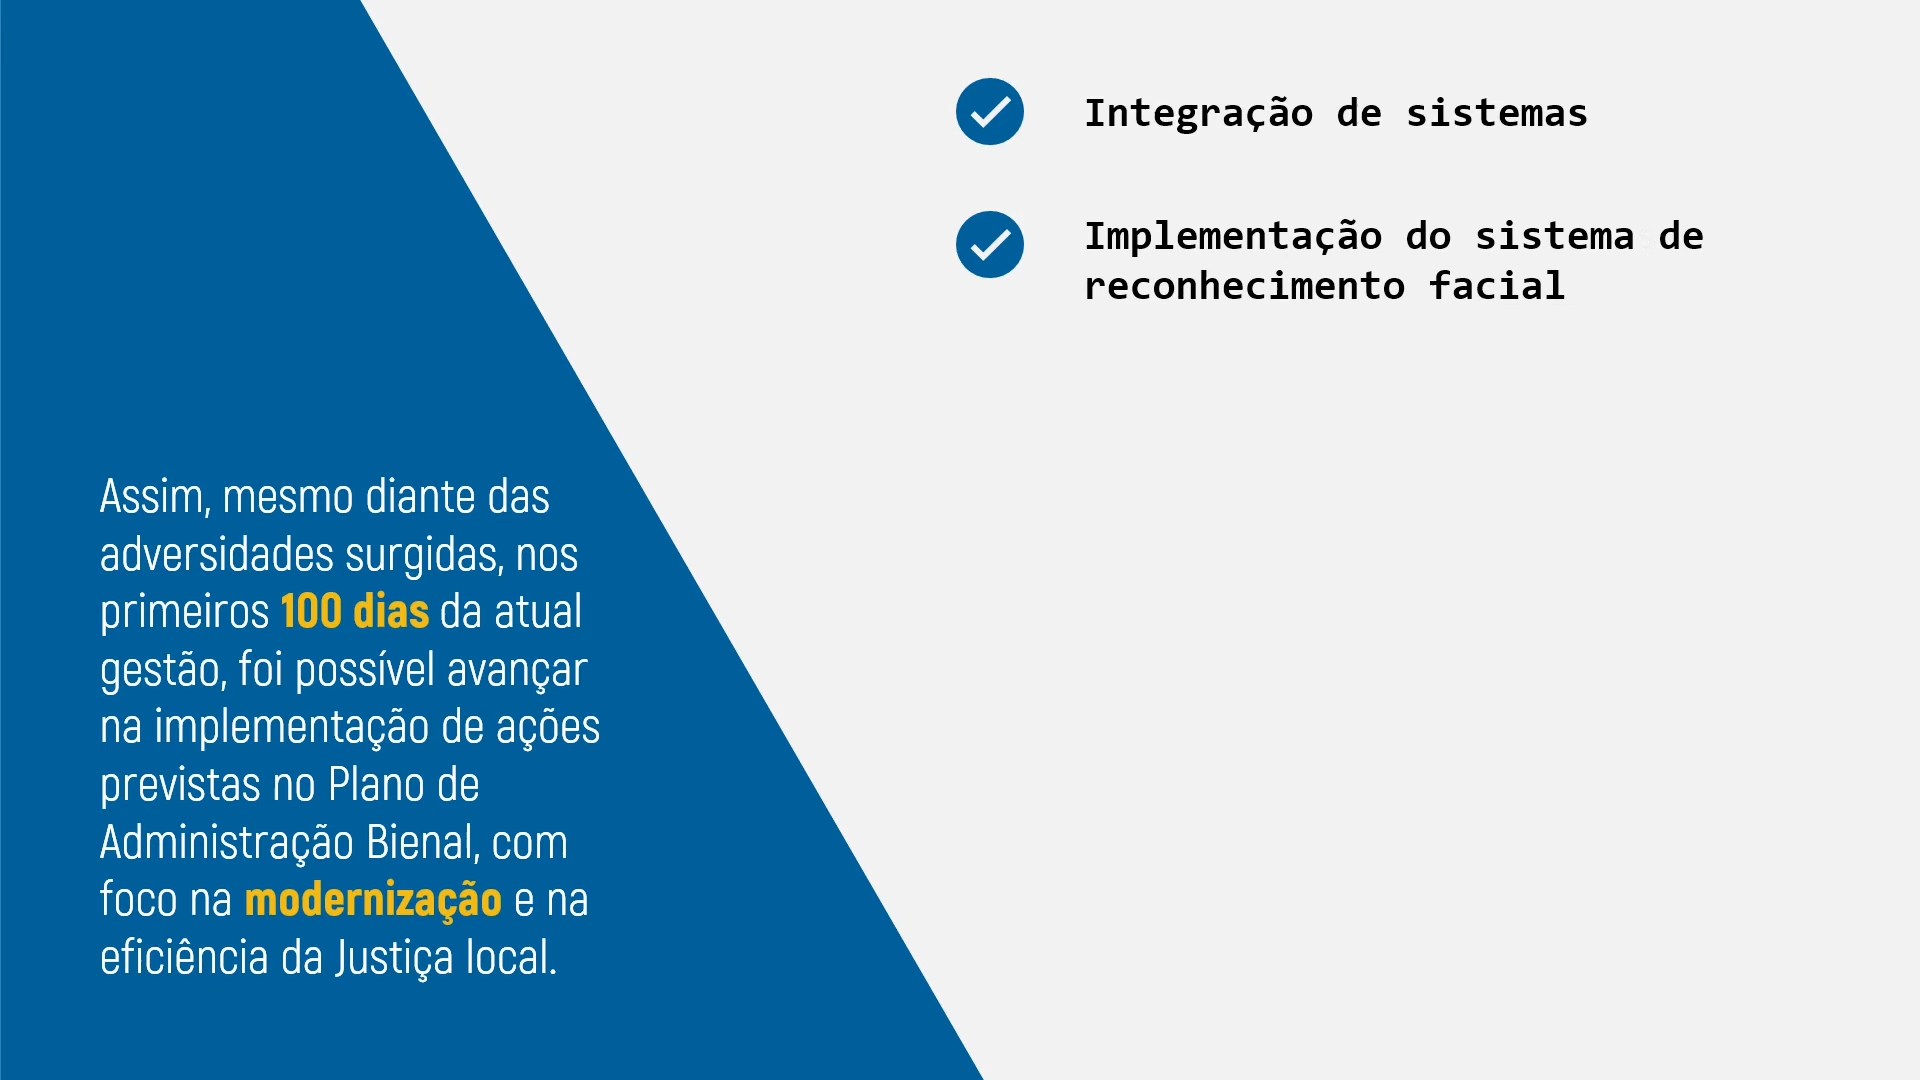 Assim, mesmo diante das
adversidades surgidas, nos
primeiros 100 dias da atual
gestão, foi possível avançar
na implementação de ações
previstas no Plano de
Administração Bienal, com
foco na modernização e na
eficiência da Justiça local.
Integração de sistemas
Implementação do sistema de
reconhecimento facial